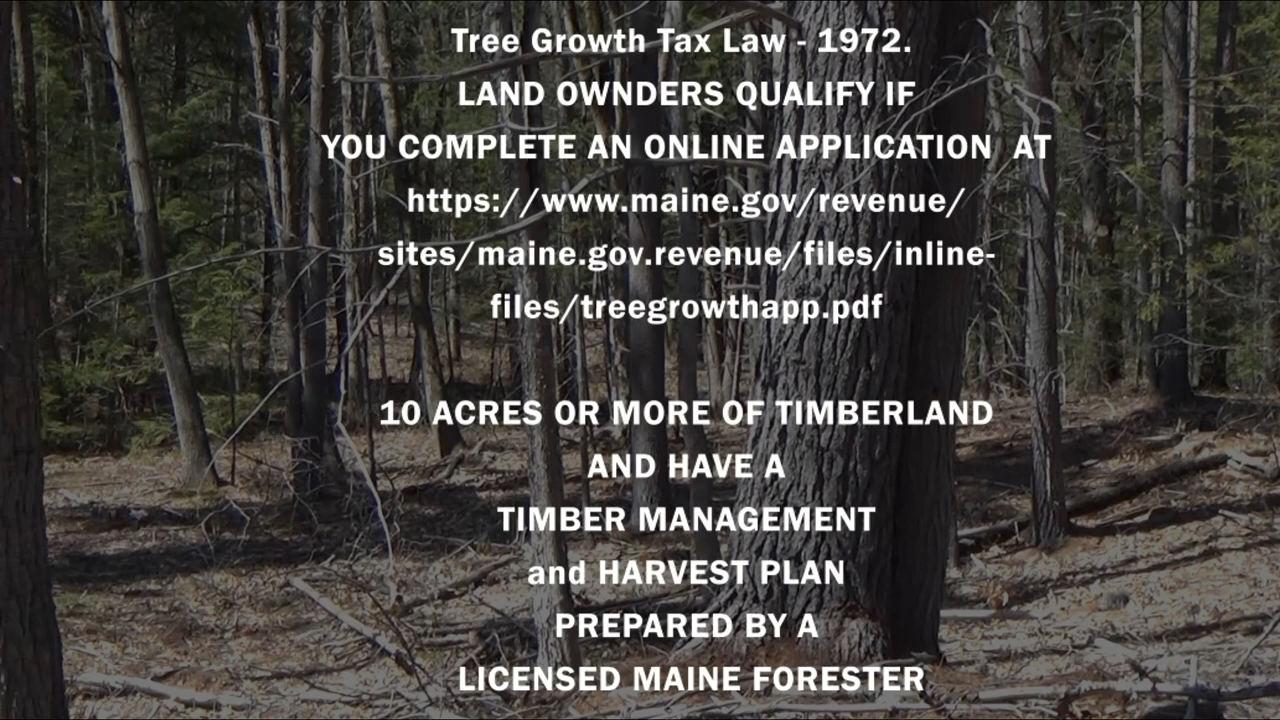 Tree Growth Tax Law - 1972.
LAND OWNDERS QUALIFY IF
YOU COMPLETE AN ONLINE APPLICATION AT
https://www.maine.gov/revenue/
sites/maine.gov.revenue/files/inline-
files/treegrowthapp.pdf
10 ACRES OR MORE OF TIMBERLAND
AND HAVE A
TIMBER MANAGEMENT
and HARVEST PLAN
PREPARED BY A
LICENSED MAINE FORESTER